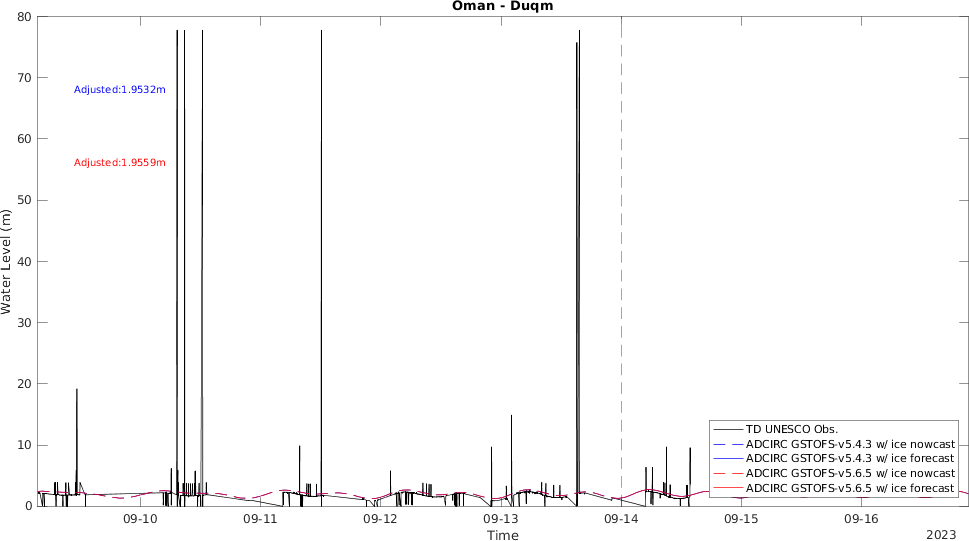 Oman - Duqm
80
70
60
50
40
30
20
10
0
Water Level (m)
Adjusted:1.9532m
Adjusted:1.9559m
TD UNESCO Obs.
ADCIRC GSTOFS-v5.4.3 w/ ice nowcast
ADCIRC GSTOFS-v5.4.3 w/ ice forecast
ADCIRC GSTOFS-v5.6.5 w/ ice nowcast
ADCIRC GSTOFS-v5.6.5 w/ ice forecast
09-10 09-11 09-12 09-13 09-14 09-15 09-16
Time
2023